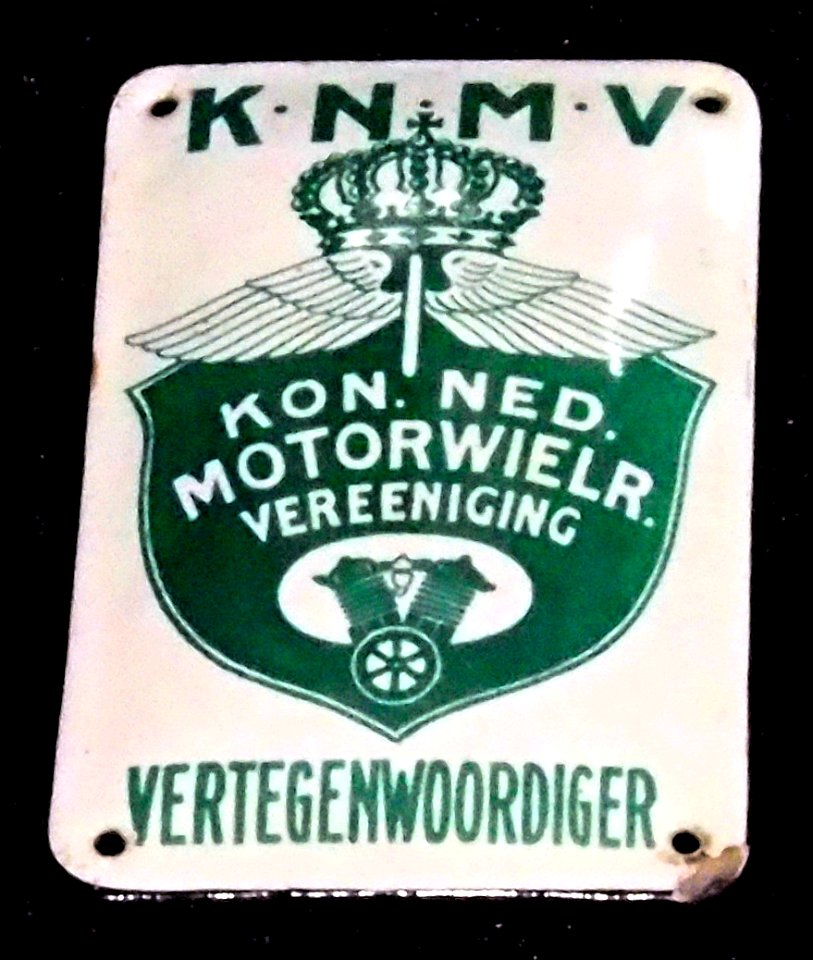 K·N·M·V
KON. NED.
MOTORWIELR.
VEREENIGING
VERTEGENWOORDIGER